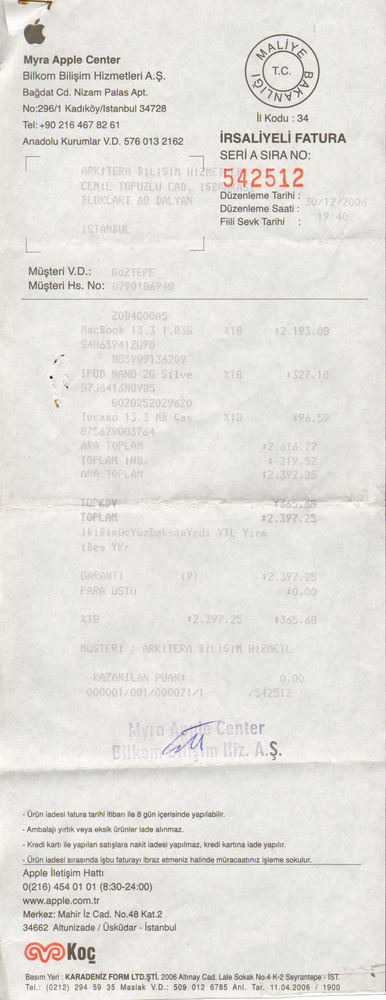 Myra Apple Center
Bilkom Bilişim Hizmetleri A.Ş.
Bağdat Cd. Nizam Palas Apt.
No:296/1 Kadıköy/Istanbul 34728
Tel:+90 216 467 82 61
Anadolu Kurumlar V.D. 576 013 2162
MALİYE BAKANLIĞI
T.C.
İl Kodu : 34
İRSALİYELİ FATURA
SERİ A SIRA NO:
542512
Düzenleme Tarihi : 30/12/2006
Düzenleme Saati : 19:40
Fiili Sevk Tarihi :
ARKITERA BILISIM HIZMET
CEMIL TOPUZLU CAD. ISBANKASI
BLOKLARI AB DALYAN
ISTANBUL
Müşteri V.D.: GOZTEPE
Müşteri Hs. No: 0790186948
ZOD4000AS
MacBook 13.3 1.83G %18 *2.193.08
885909136209
IPOD NANO 2G Silve %18 *327.10
6020252029620
Tucano 13.3 MB Can %18 *96.59
875629003764
ARA TOPLAM *2.616.77
TOPLAM IND. *-219.52
ARA TOPLAM *2.397.25
TOPKDV *365.68
TOPLAM *2.397.25
IkiBinUcYuzDoksanYedi YTL Yirm
iBes YKr
GARANTI (9) *2.397.25
PARA USTU *0.00
%18 *2.397.25 *365.68
MUSTERI : ARKITERA BILISIM HIZMETL
KAZANILAN PUAN: 0.00
000001/001/000071/1 /542512
Myra Apple Center
Bilkom Bilişim Hiz. A.Ş.
- Ürün iadesi fatura tarihi itibarı ile 8 gün içerisinde yapılabilir.
- Ambalajı yırtık veya eksik ürünler iade alınmaz.
- Kredi kartı ile yapılan satışlara nakit iadesi yapılmaz, kredi kartına iade yapılır.
- Ürün iadesi sırasında işbu faturayı ibraz etmeniz halinde müracaatınız işleme sokulur.
Apple İletişim Hattı
0(216) 454 01 01 (8:30-24:00)
www.apple.com.tr
Merkez: Mahir İz Cad. No.48 Kat.2
34662 Altunizade / Üsküdar - İstanbul
Koç
Basım Yeri : KARADENİZ FORM LTD.ŞTİ. 2006 Altınay Cad. Lale Sokak No.4 K-2 Seyrantepe - İST.
Tel.: (0212) 294 59 35 Maslak V.D.: 509 012 6785 Anl. Tar. 11.04.2006 / 1900